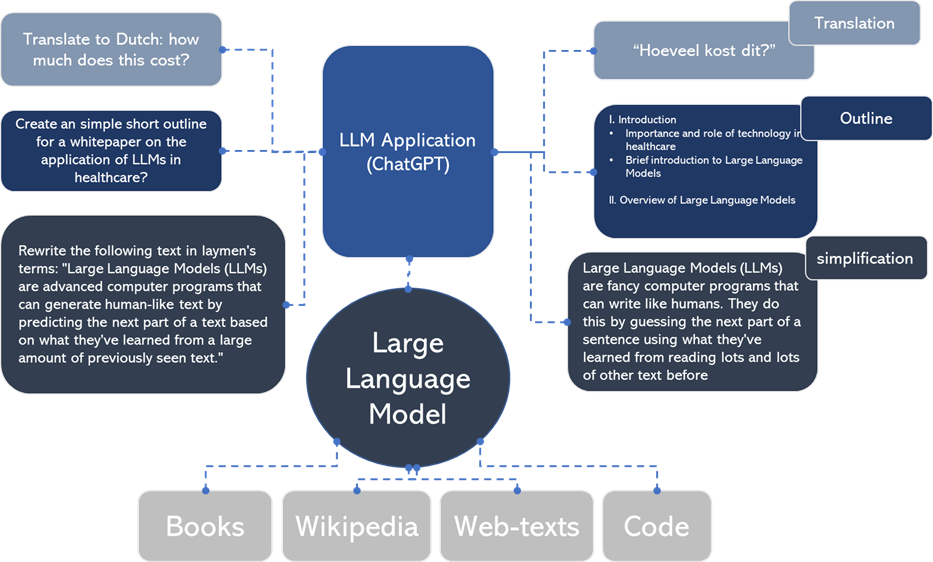 Translate to Dutch: how
much does this cost?
Create an simple short outline
for a whitepaper on the
application of LLMs in
healthcare?
Rewrite the following text in laymen's
terms: "Large Language Models (LLMs)
are advanced computer programs that
can generate human-like text by
predicting the next part of a text based
on what they've learned from a large
amount of previously seen text."
LLM Application
(ChatGPT)
Translation
“Hoeveel kost dit?”
Outline
I. Introduction
• Importance and role of technology in
healthcare
• Brief introduction to Large Language
Models
II. Overview of Large Language Models
simplification
Large Language Models (LLMs)
are fancy computer programs that
can write like humans. They do
this by guessing the next part of a
sentence using what they've
learned from reading lots and lots
of other text before
Large
Language
Model
Books
Wikipedia
Web-texts
Code